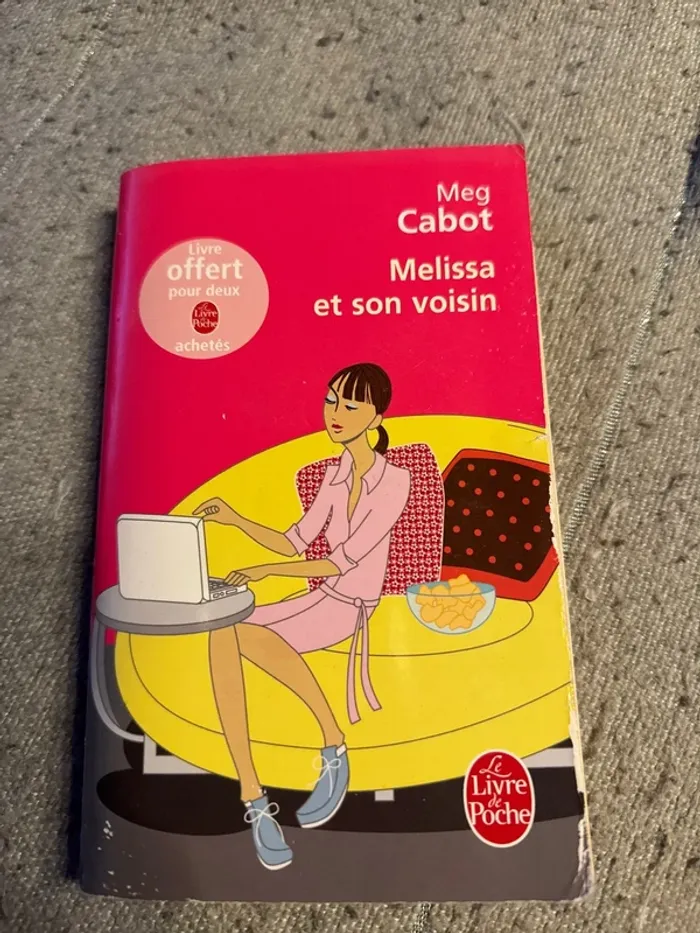 Meg
Cabot
Melissa
et son voisin
Livre
offert
pour deux
Le
Livre
de
Poche
achetés
Le
Livre
de
Poche